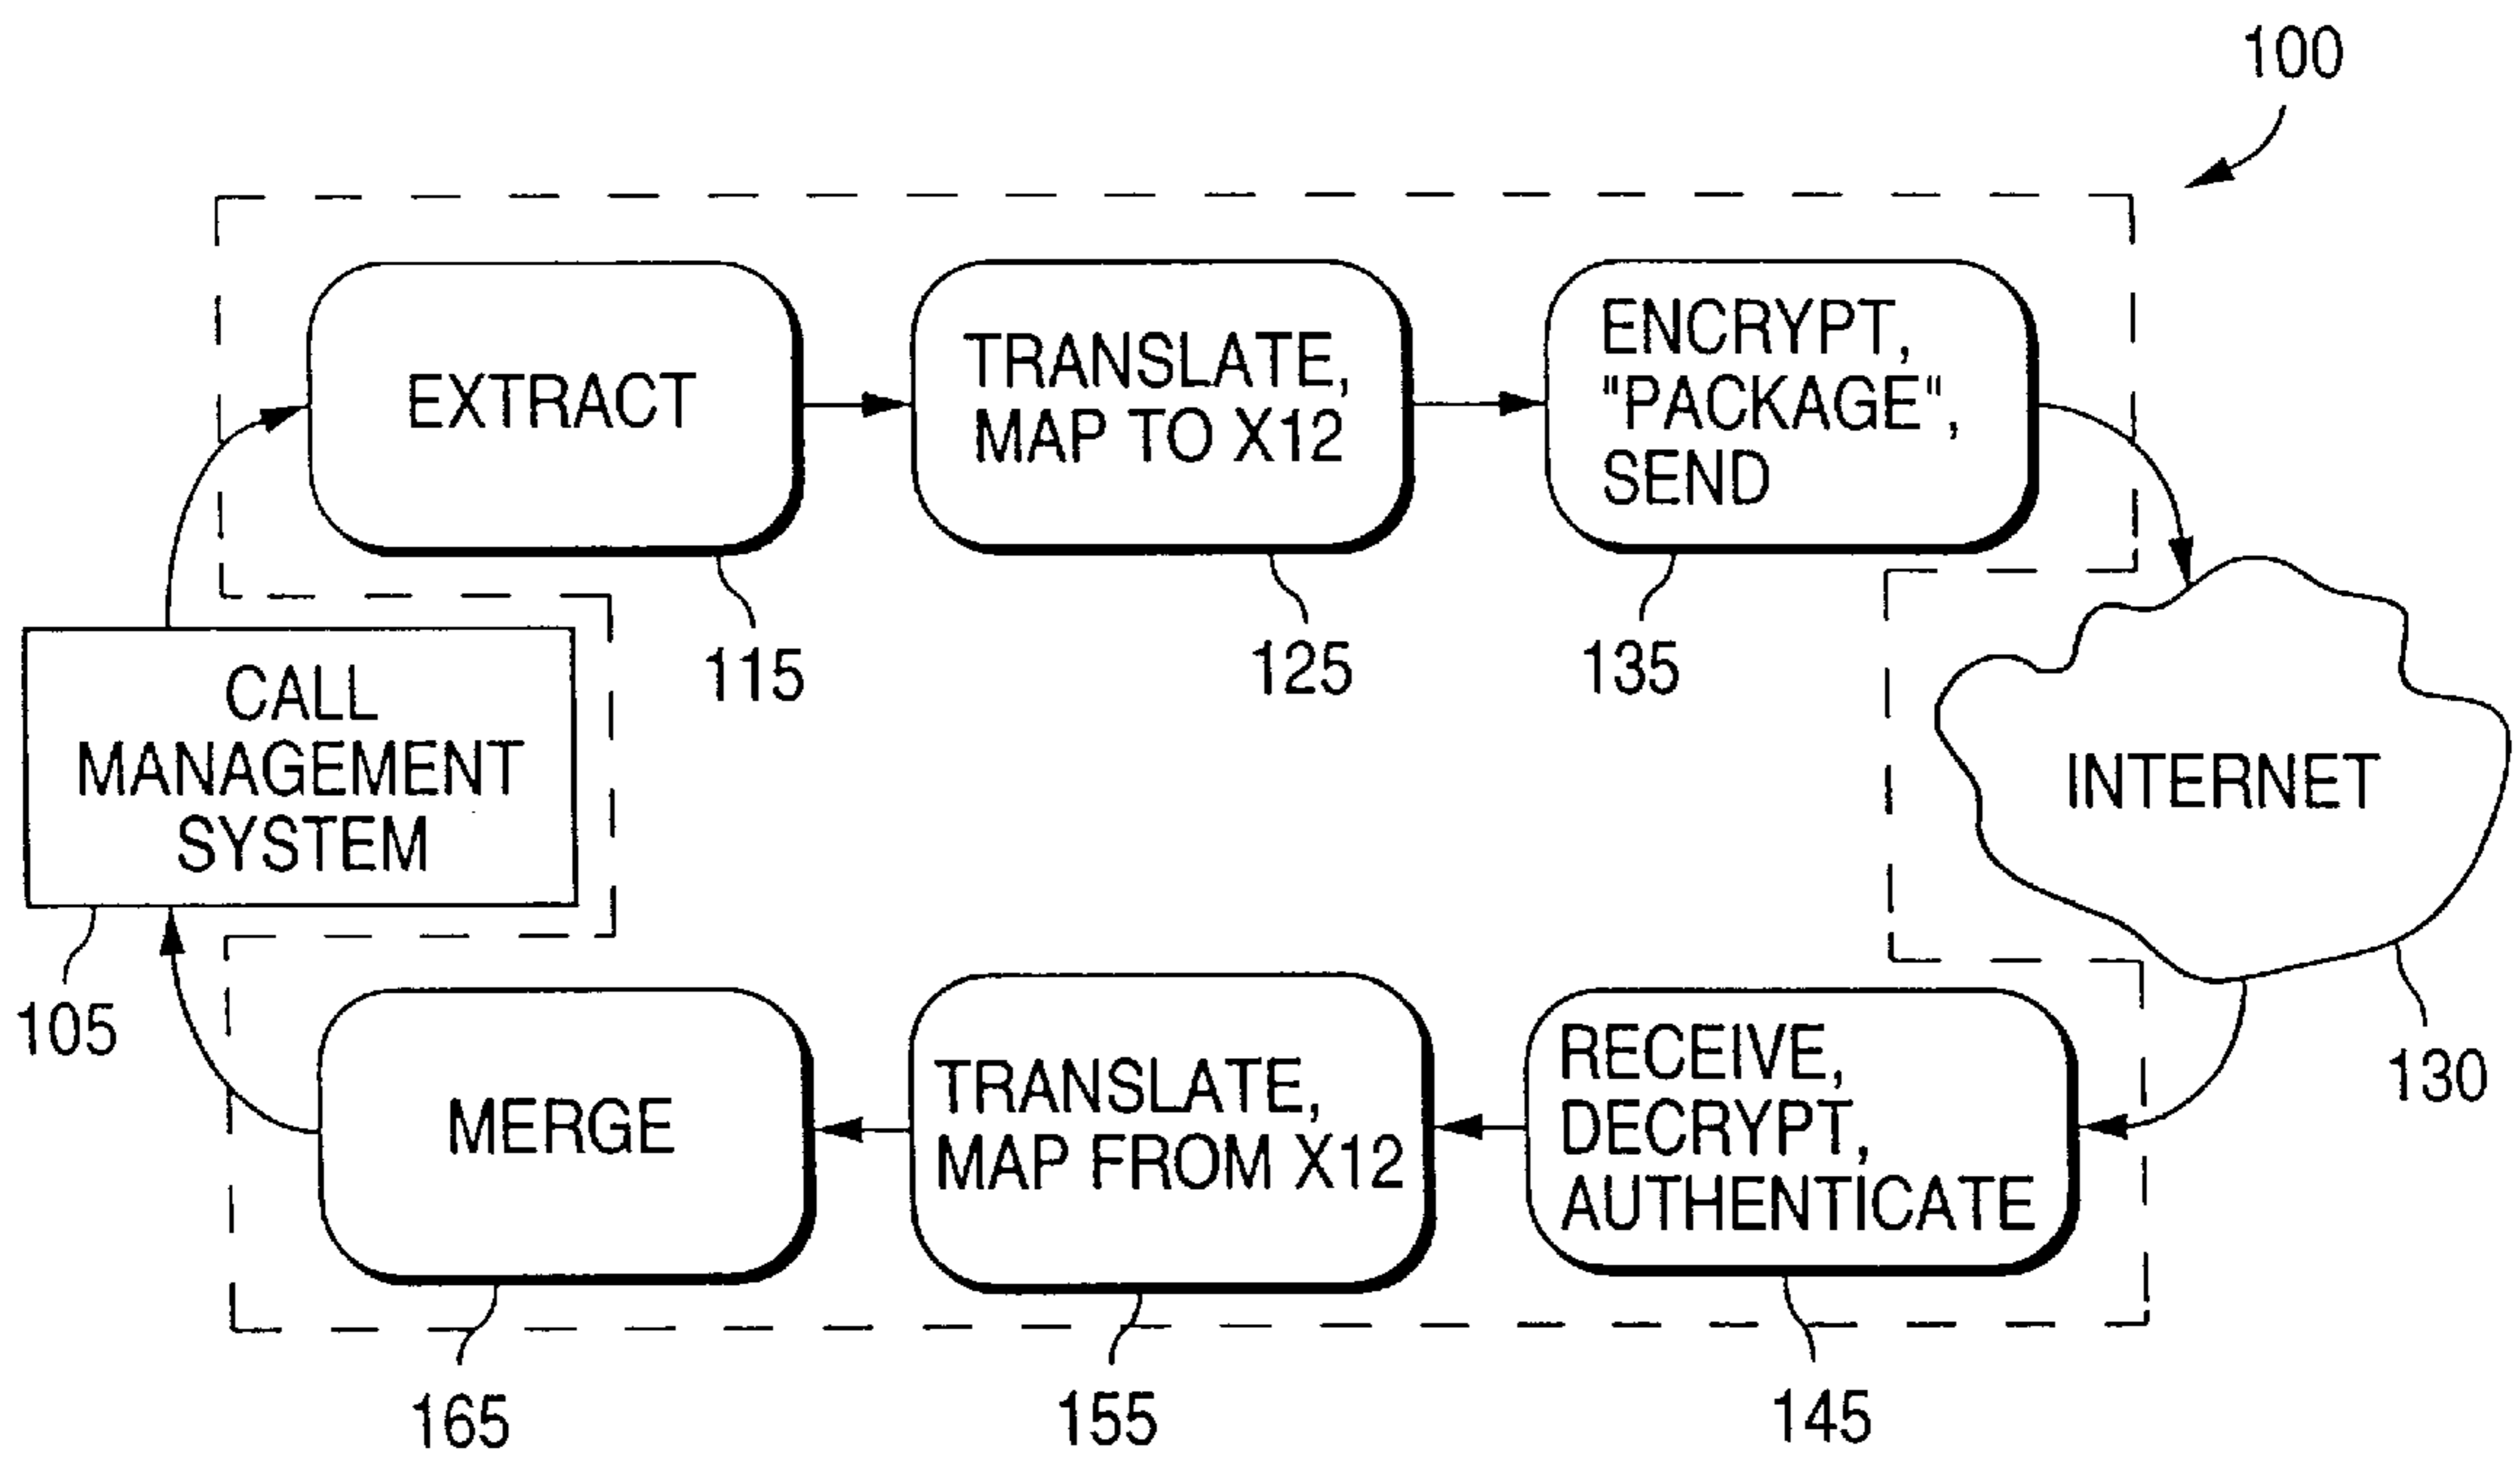 100
EXTRACT
TRANSLATE,
MAP TO X12
ENCRYPT,
"PACKAGE",
SEND
115
125
135
CALL
MANAGEMENT
SYSTEM
INTERNET
105
130
MERGE
TRANSLATE,
MAP FROM X12
RECEIVE,
DECRYPT,
AUTHENTICATE
165
155
145